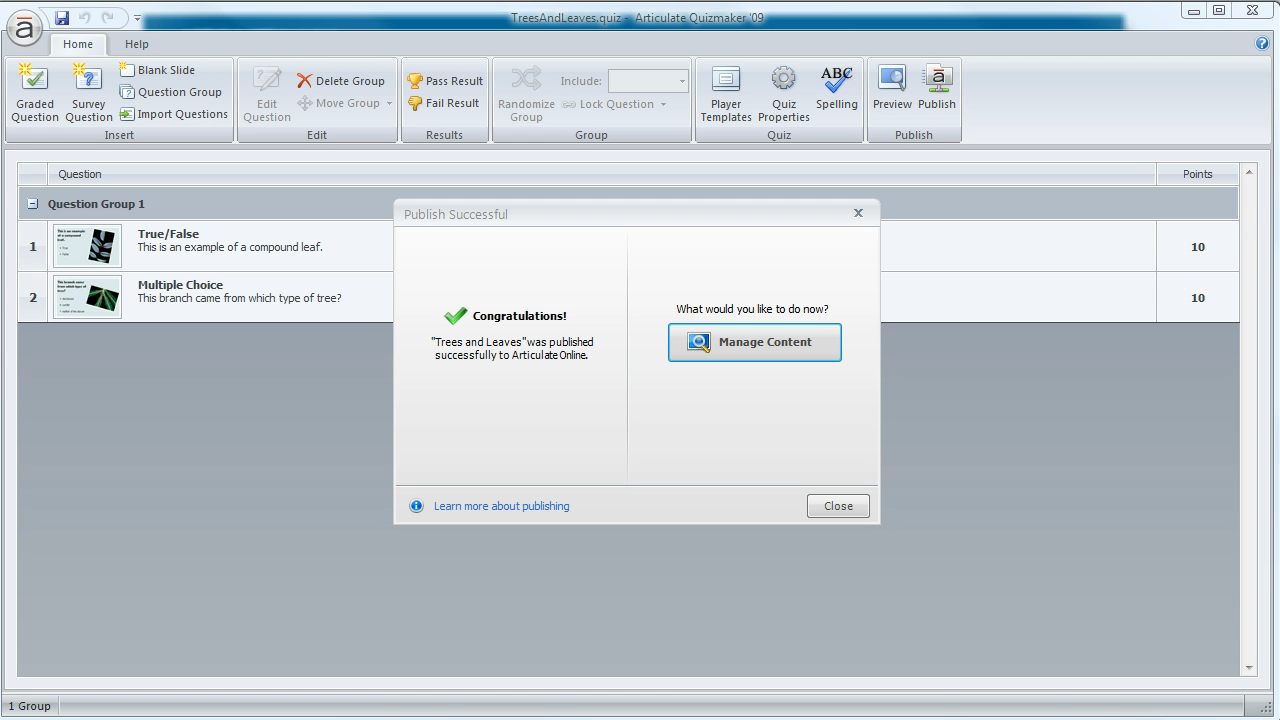 TreesAndLeaves.quiz - Articulate Quizmaker '09
Home Help
Graded Question
Survey Question
Blank Slide
Question Group
Import Questions
Insert
Edit Question
Delete Group
Move Group
Edit
Pass Result
Fail Result
Results
Randomize Group
Include:
Lock Question
Group
Player Templates
Quiz Properties
ABC
Spelling
Quiz
Preview
Publish
Publish
Question Points
Question Group 1
1
True/False
This is an example of a compound leaf.
10
2
Multiple Choice
This branch came from which type of tree?
10
Publish Successful
Congratulations!
"Trees and Leaves"was published
successfully to Articulate Online.
What would you like to do now?
Manage Content
Learn more about publishing
Close
1 Group